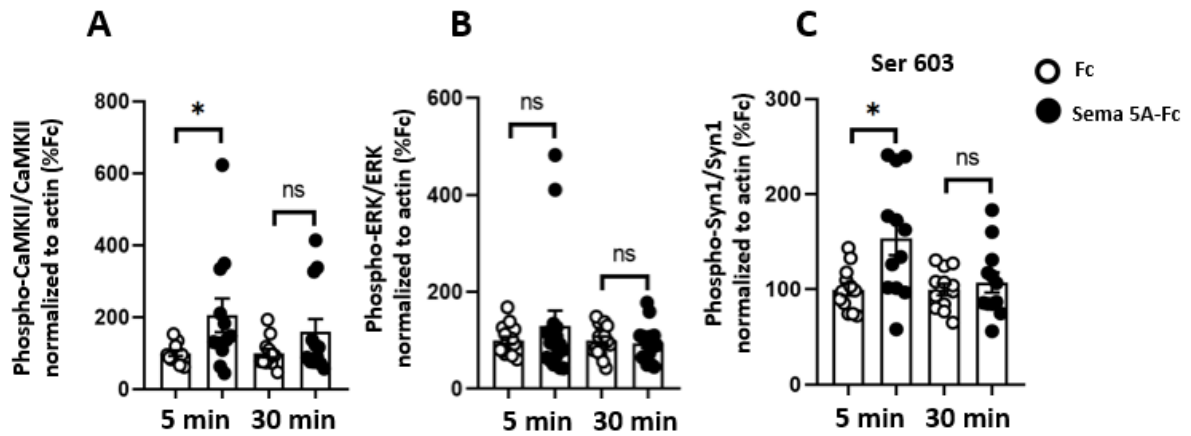 A
B
C
Ser 603
Fc
Sema 5A-Fc
Phospho-CaMKII/CaMKII
normalized to actin (%Fc)
800
600
400
200
0
*
ns
5 min
30 min
Phospho-ERK/ERK
normalized to actin (%Fc)
600
400
200
0
ns
ns
5 min
30 min
Phospho-Syn1/Syn1
normalized to actin (%Fc)
300
200
100
0
*
ns
5 min
30 min